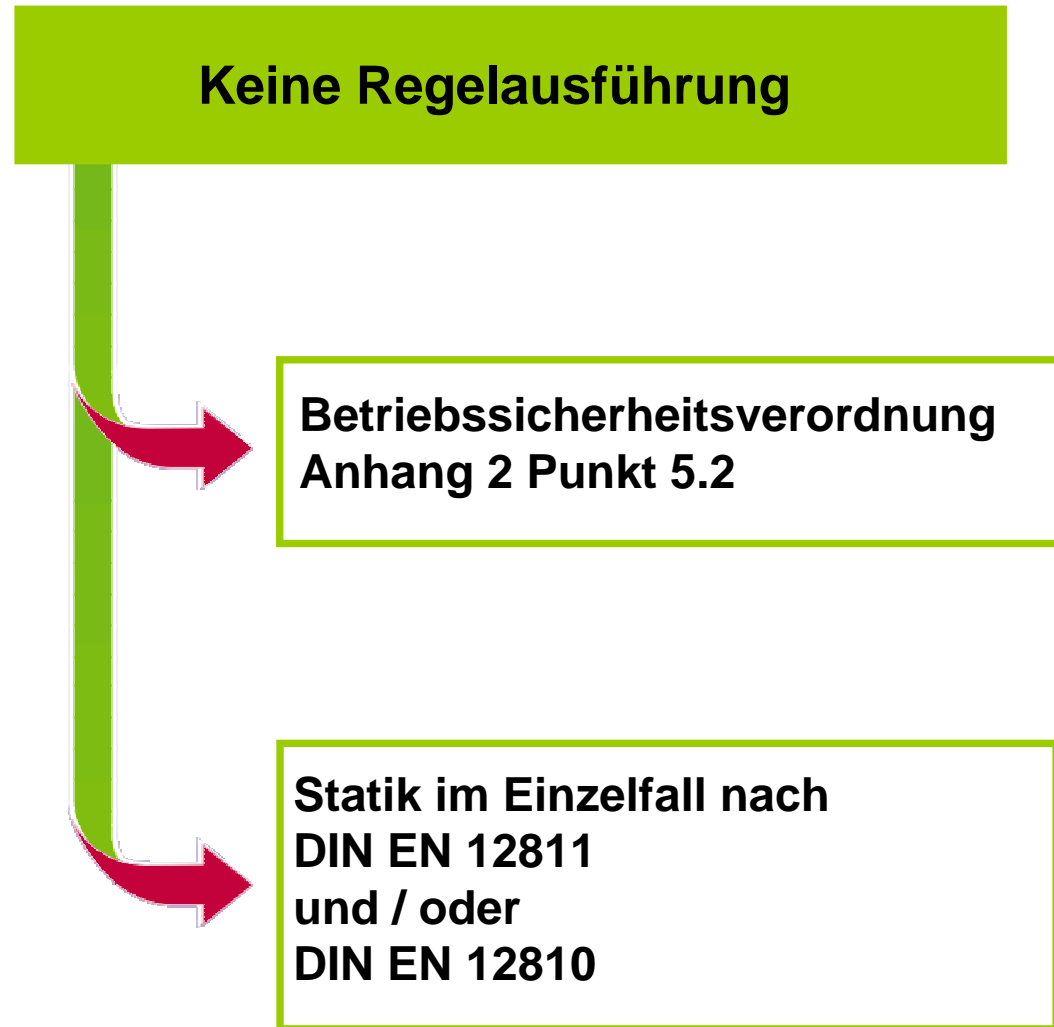 Keine Regelausführung
Betriebssicherheitsverordnung
Anhang 2 Punkt 5.2
Statik im Einzelfall nach
DIN EN 12811
und / oder
DIN EN 12810